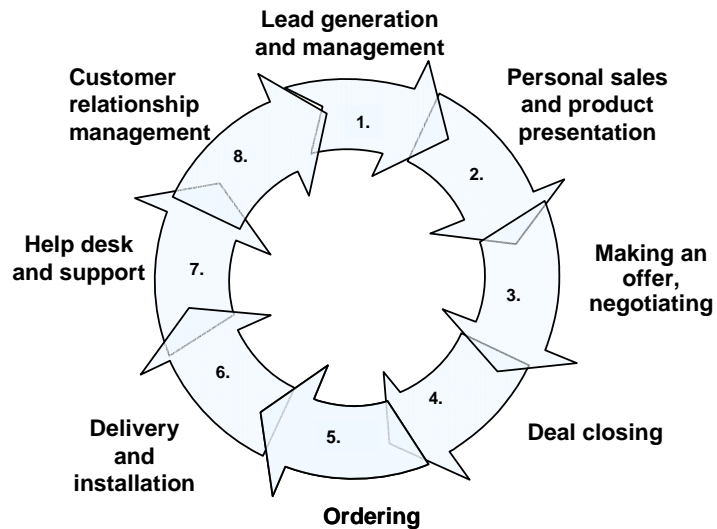 Lead generation
and management
1.
Personal sales
and product
presentation
2.
Making an
offer,
negotiating
3.
Deal closing
4.
Ordering
5.
Delivery
and
installation
6.
Help desk
and support
7.
Customer
relationship
management
8.